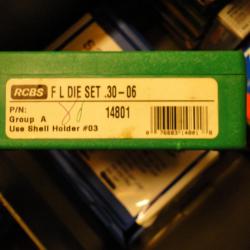 RCBS F L DIE SET .30-06
P/N: 14801
Group A
Use Shell Holder #03